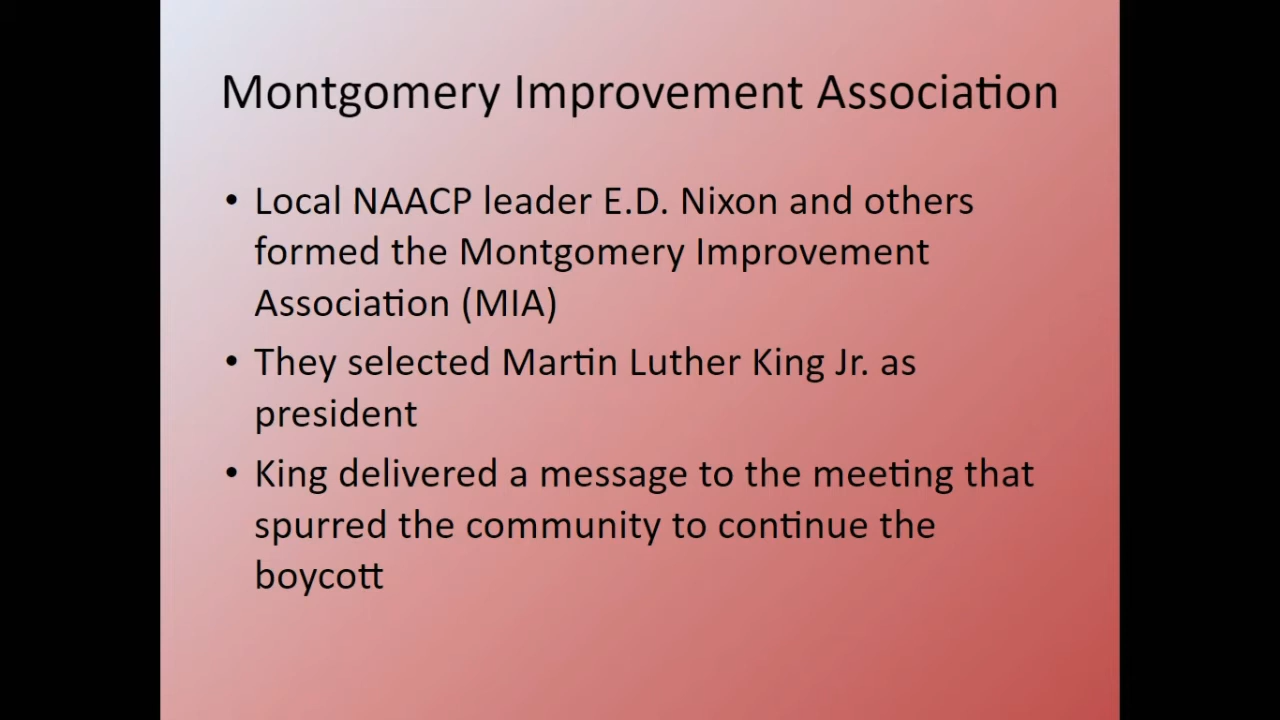 Montgomery Improvement Association
• Local NAACP leader E.D. Nixon and others
formed the Montgomery Improvement
Association (MIA)
• They selected Martin Luther King Jr. as
president
• King delivered a message to the meeting that
spurred the community to continue the
boycott